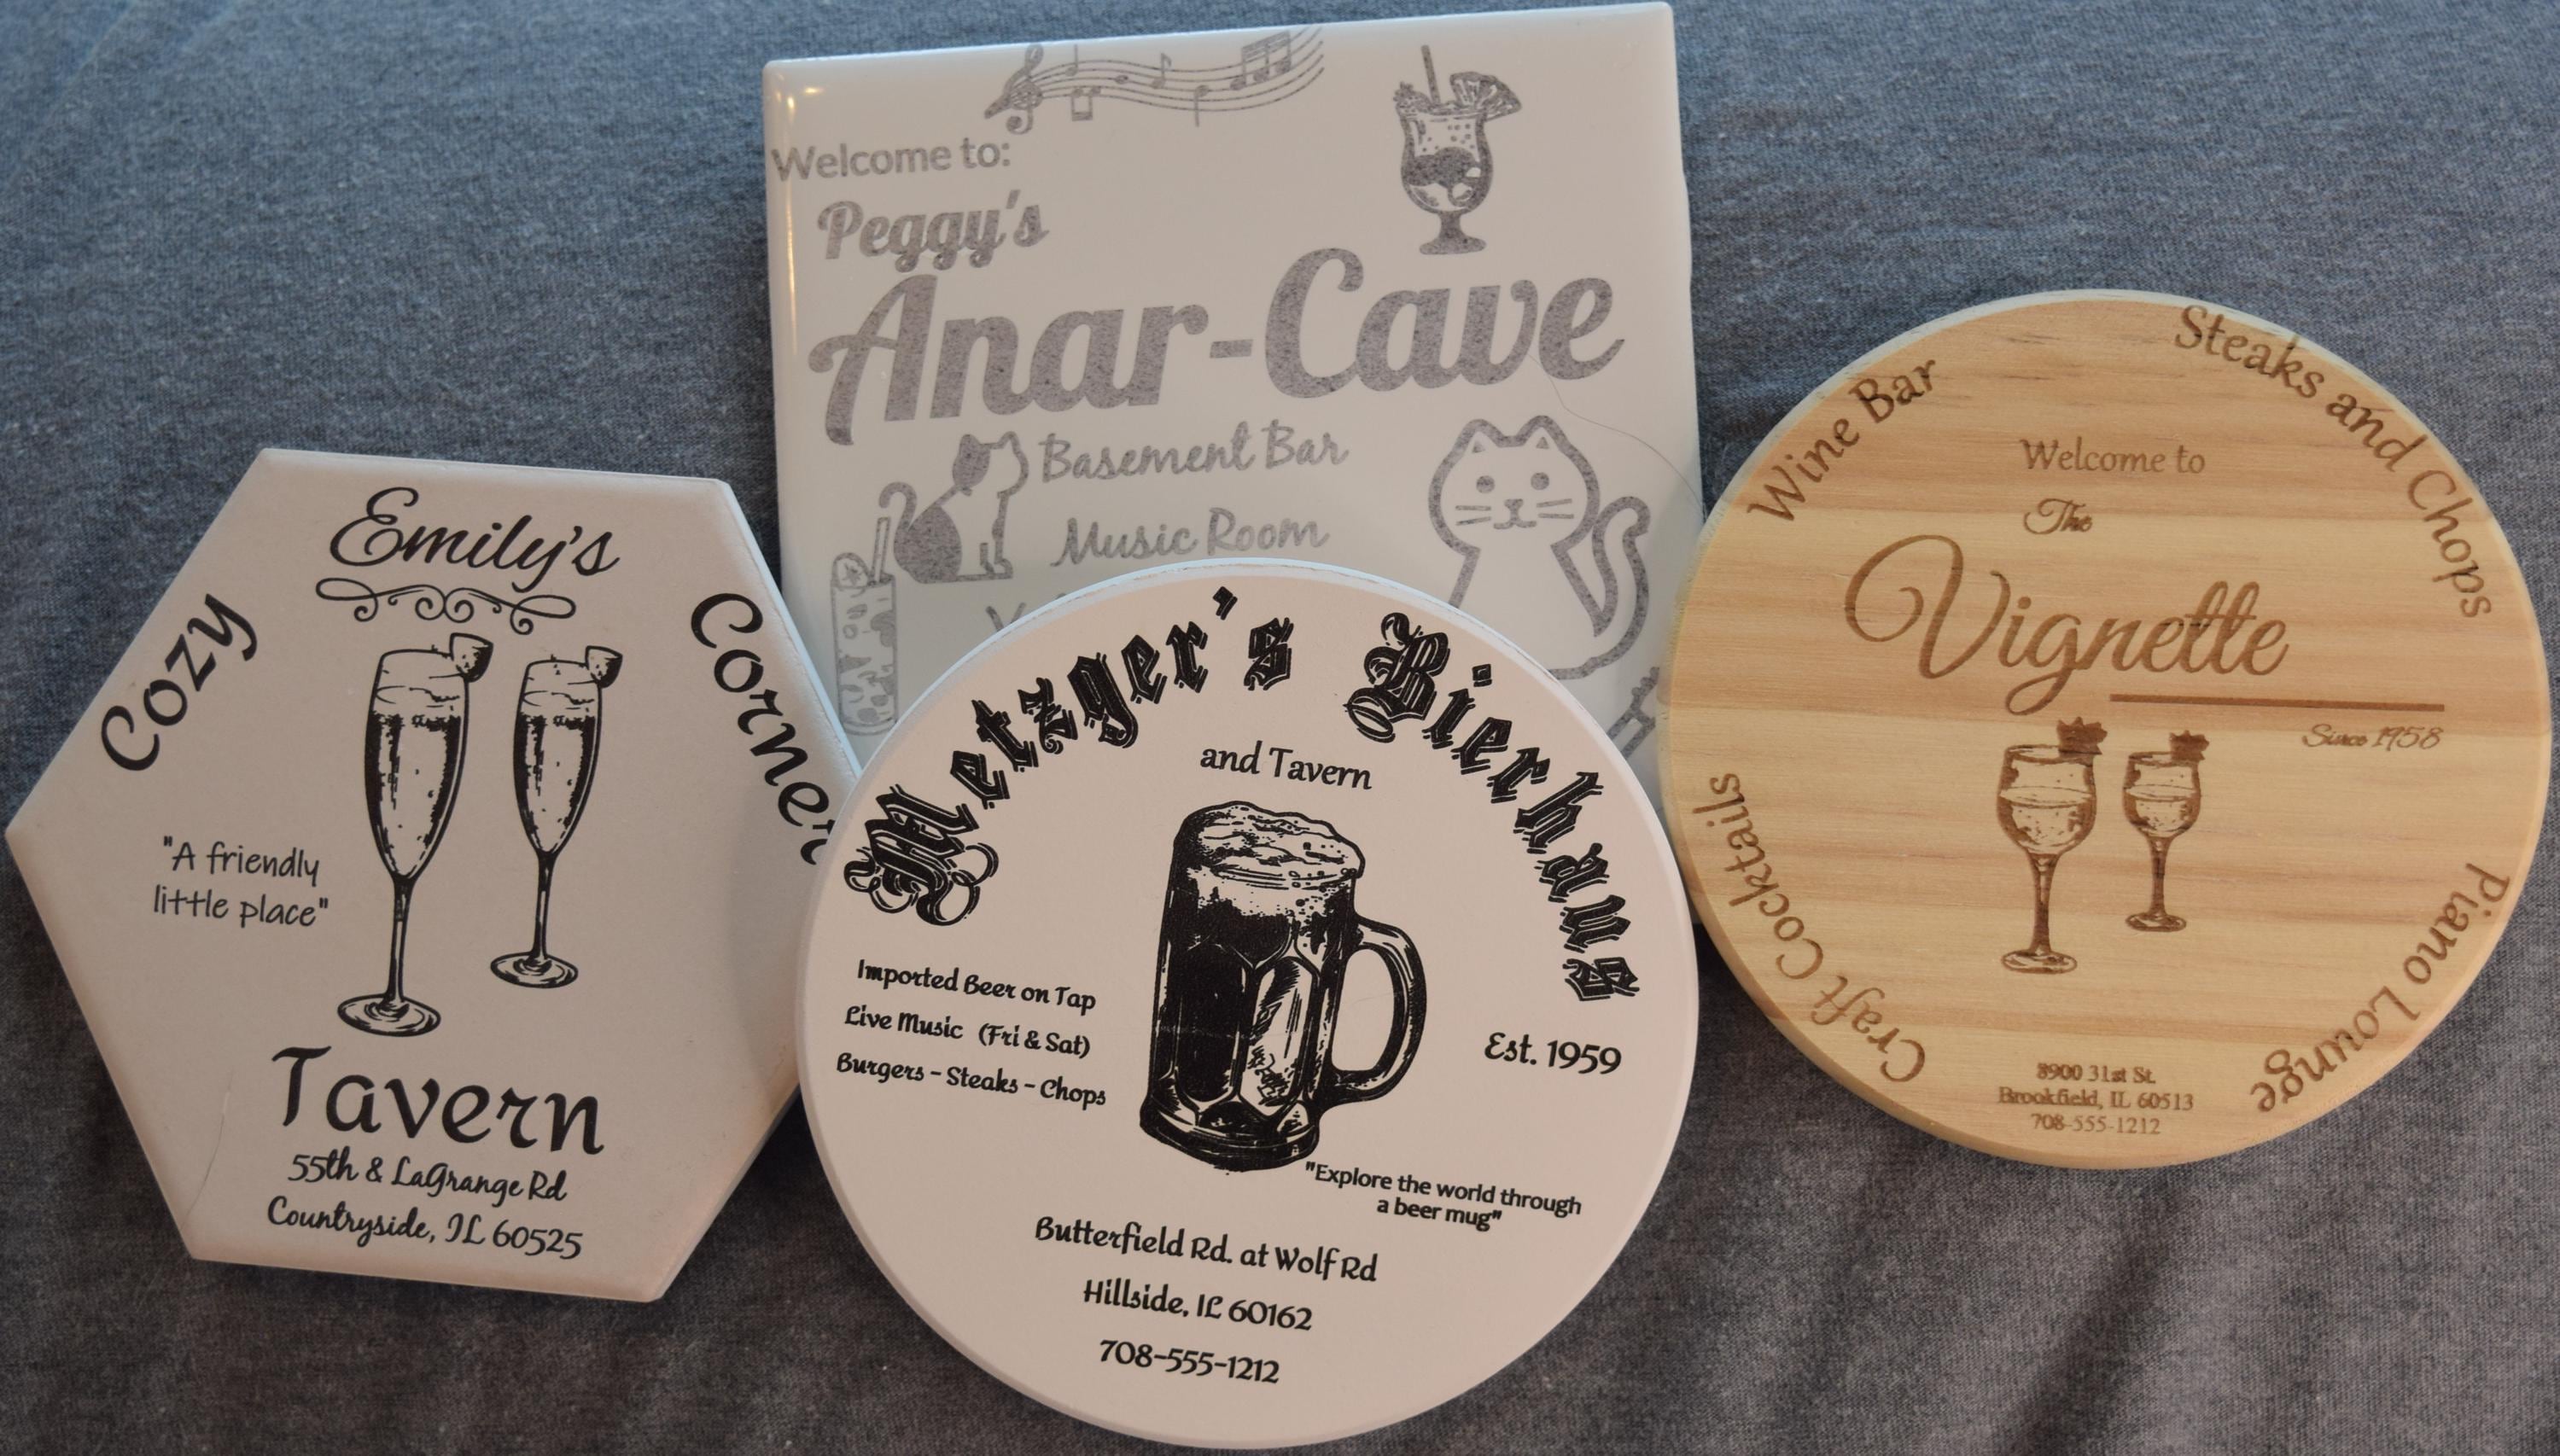 Welcome to:
Peggy's
Anar-Cave
Basement Bar
Music Room
Emily's
Cozy Corner
"A friendly
little place"
Tavern
55th & LaGrange Rd
Countryside, IL 60525
Metzger's Bierhaus
and Tavern
Imported Beer on Tap
Live Music (Fri & Sat)
Burgers - Steaks - Chops
Est. 1959
"Explore the world through
a beer mug"
Butterfield Rd. at Wolf Rd
Hillside, IL 60162
708-555-1212
Wine Bar
Steaks and Chops
Welcome to
The
Vignette
Since 1958
Craft Cocktails
Piano Lounge
8900 31st St.
Brookfield, IL 60513
708-555-1212